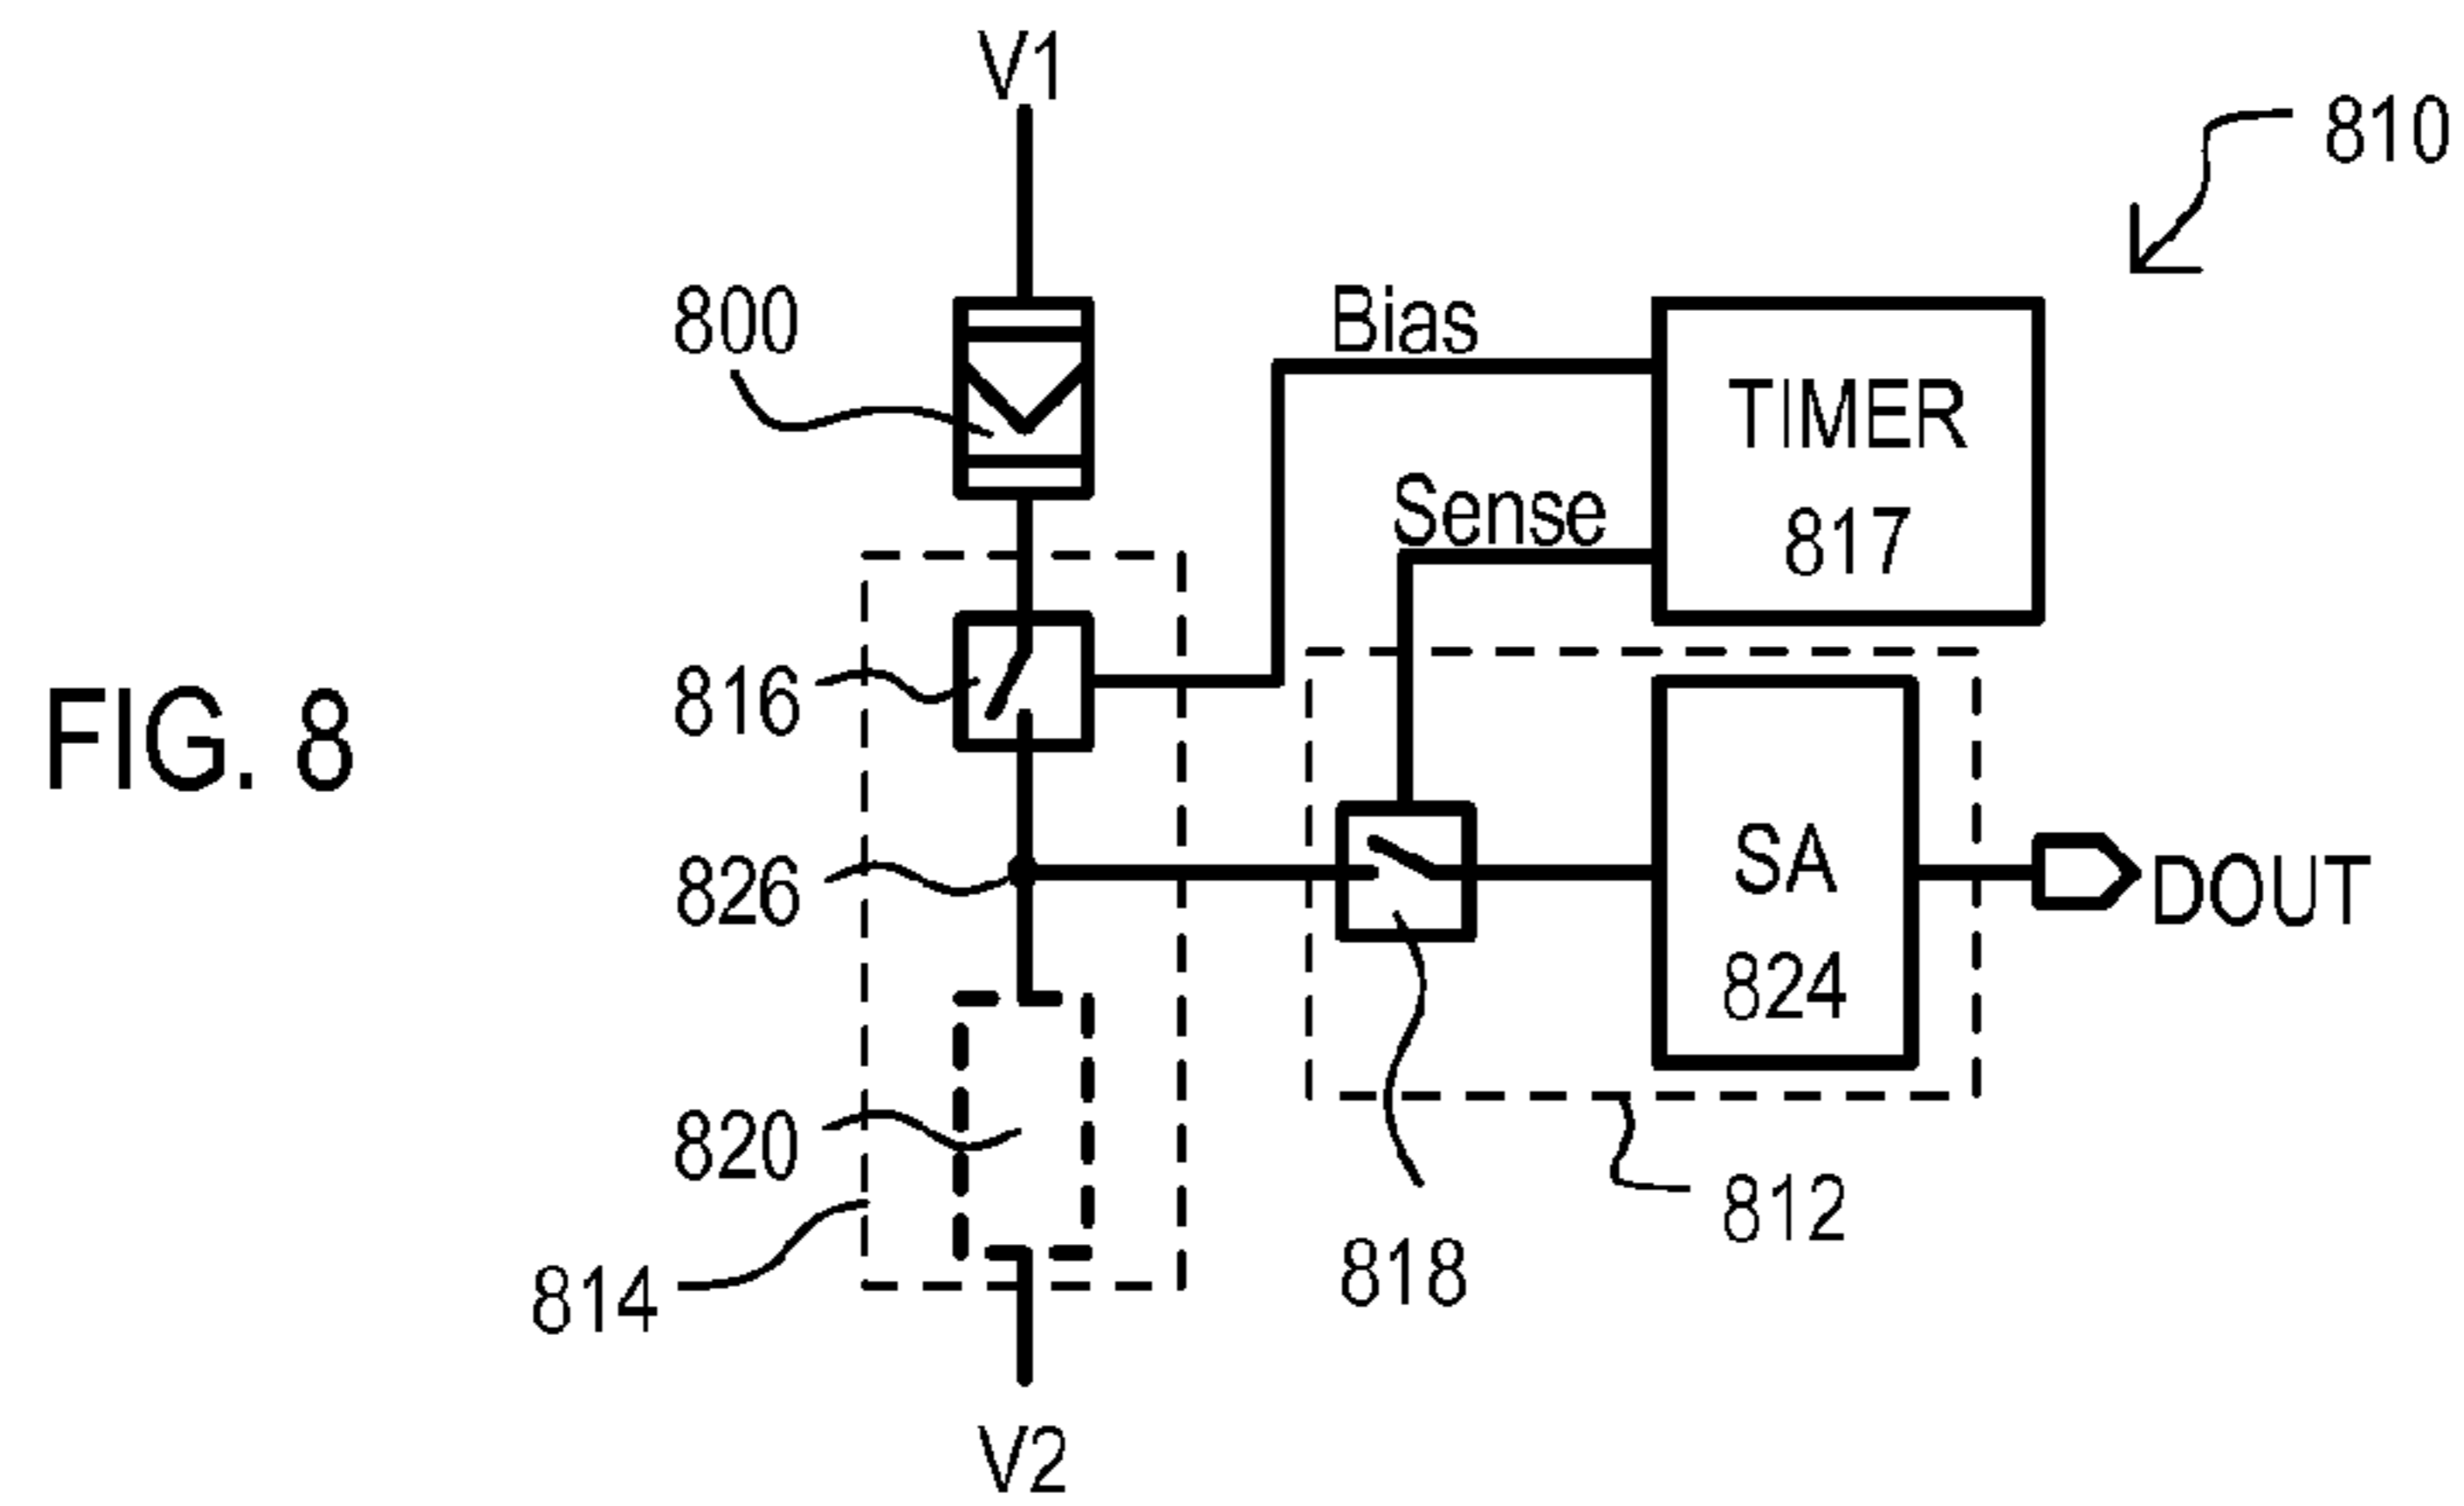 V1
810
800
Bias
TIMER
817
Sense
816
FIG. 8
826
SA
824
DOUT
820
812
818
814
V2